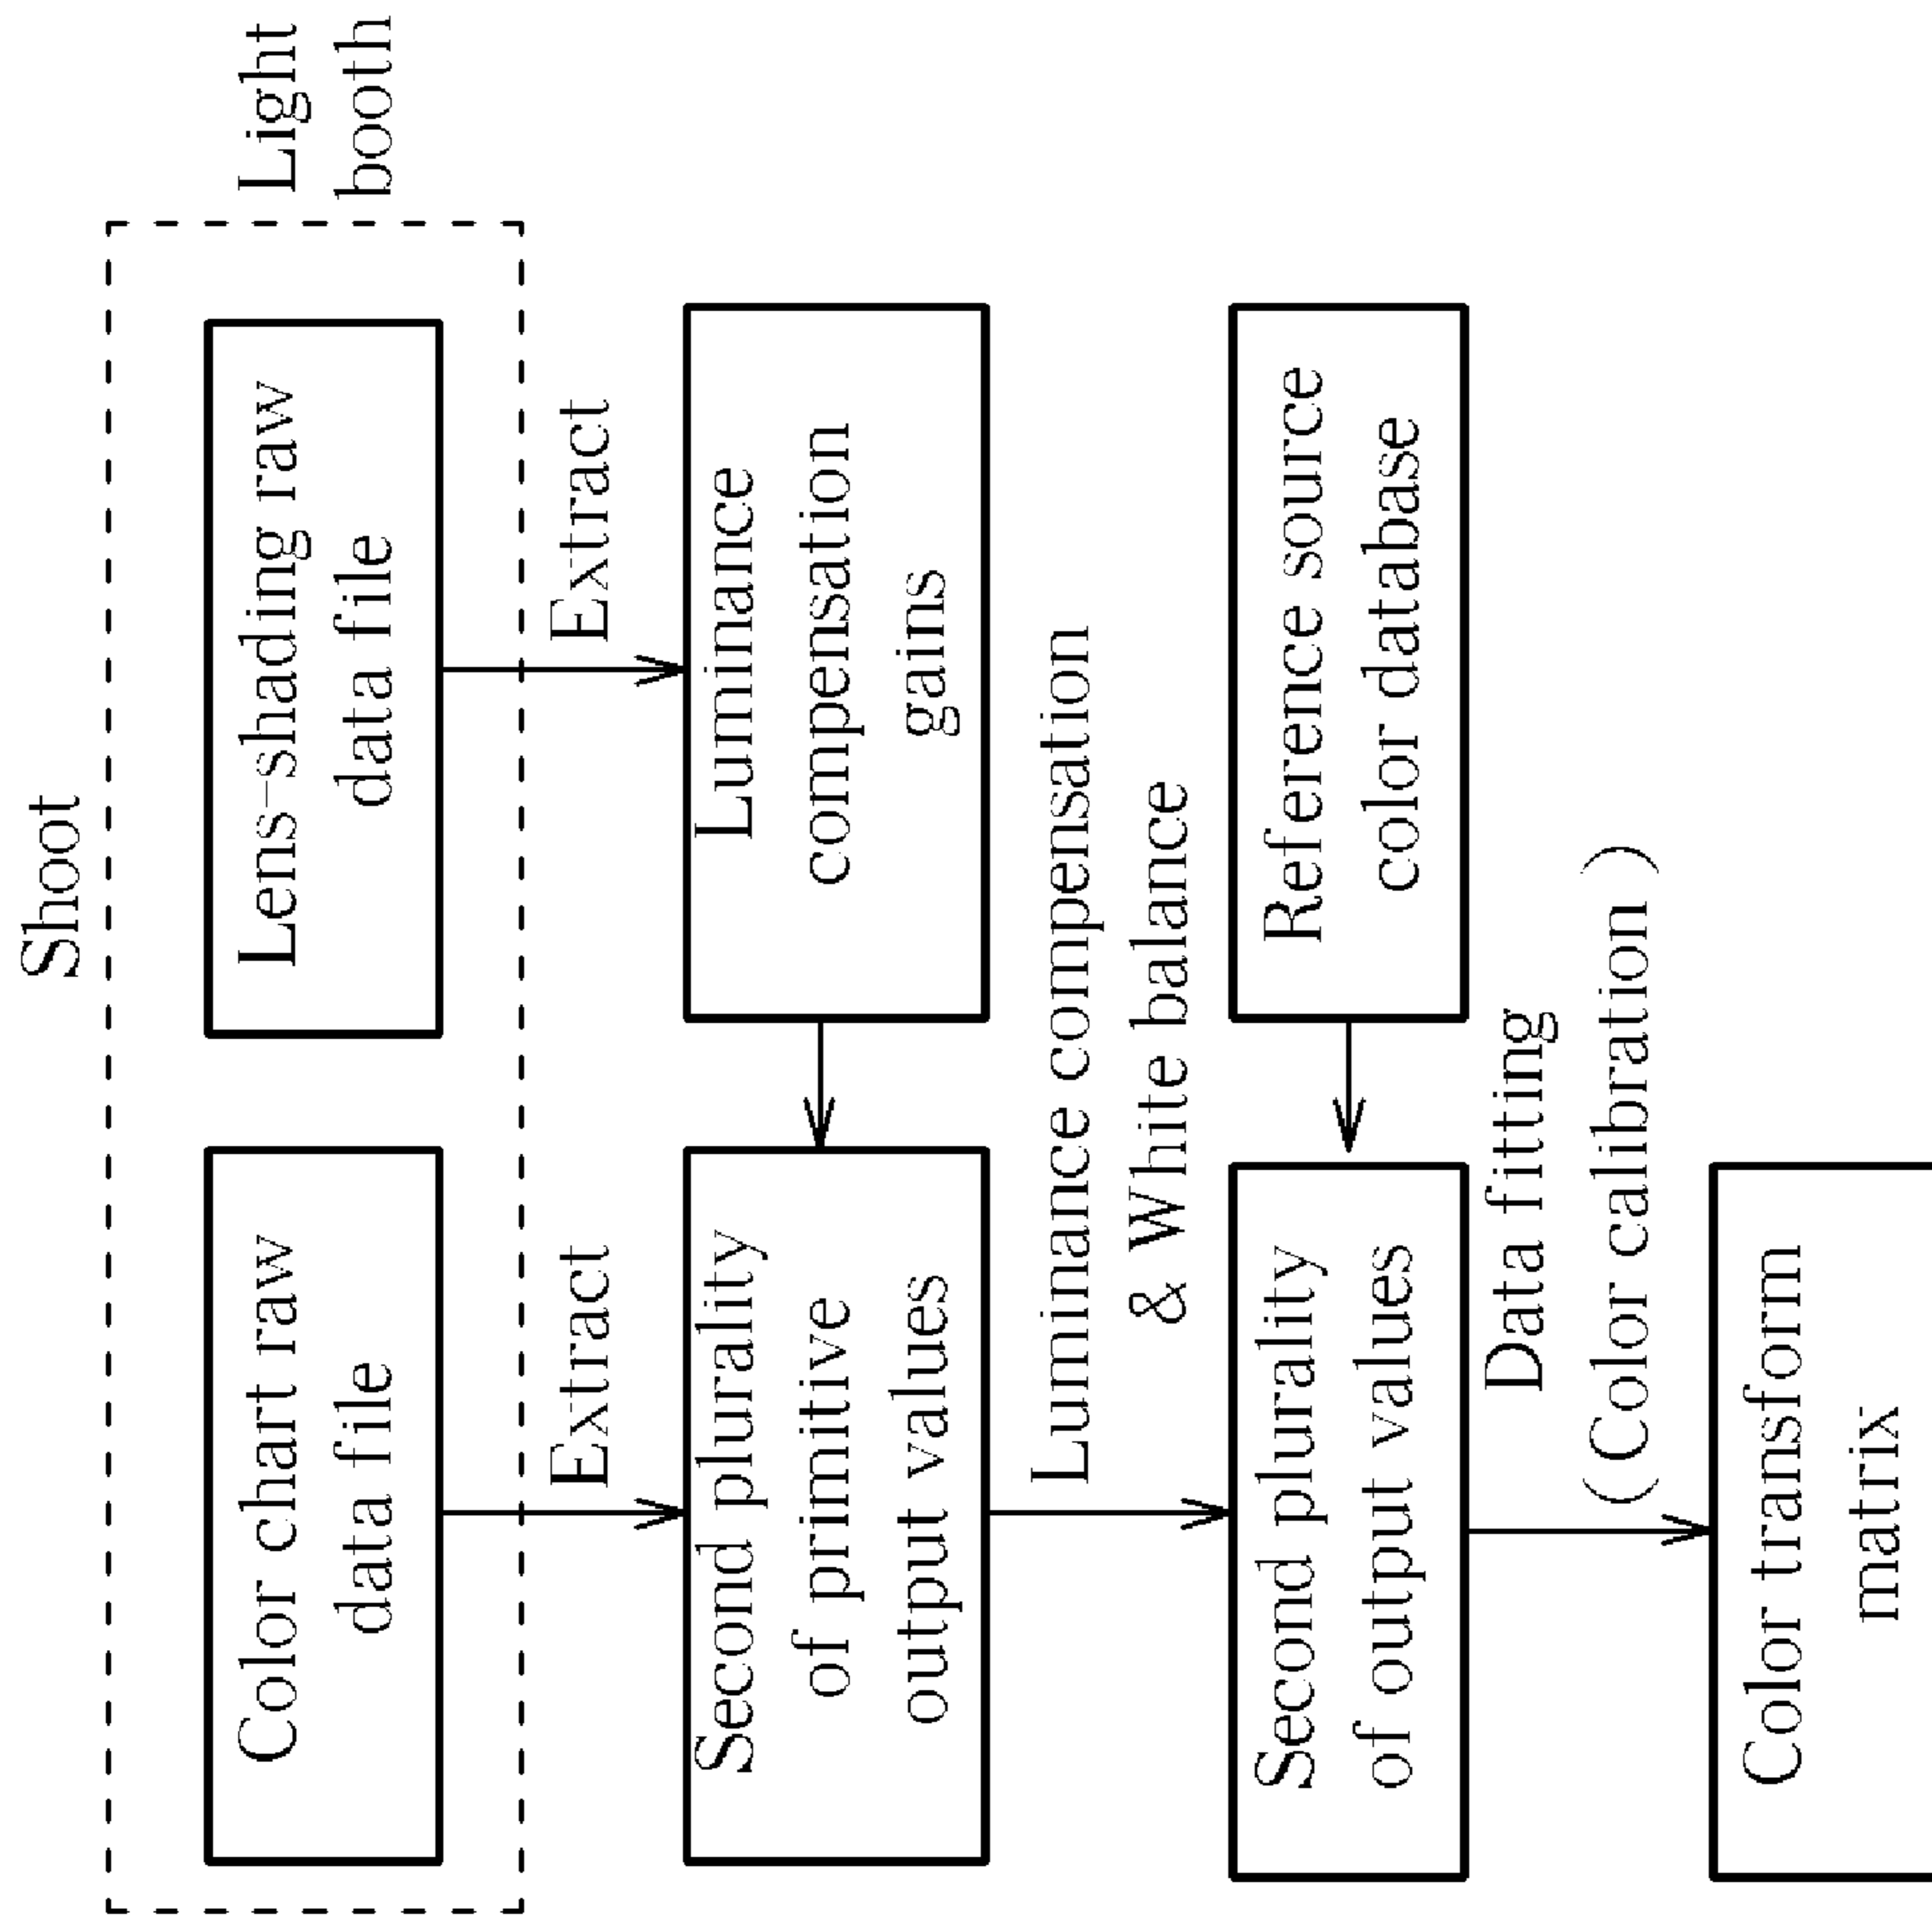 Shoot
Light
booth
Color chart raw
data file
Lens-shading raw
data file
Extract
Extract
Second plurality
of primitive
output values
Luminance
compensation
gains
Luminance compensation
& White balance
Second plurality
of output values
Reference source
color database
Data fitting
(Color calibration)
Color transform
matrix